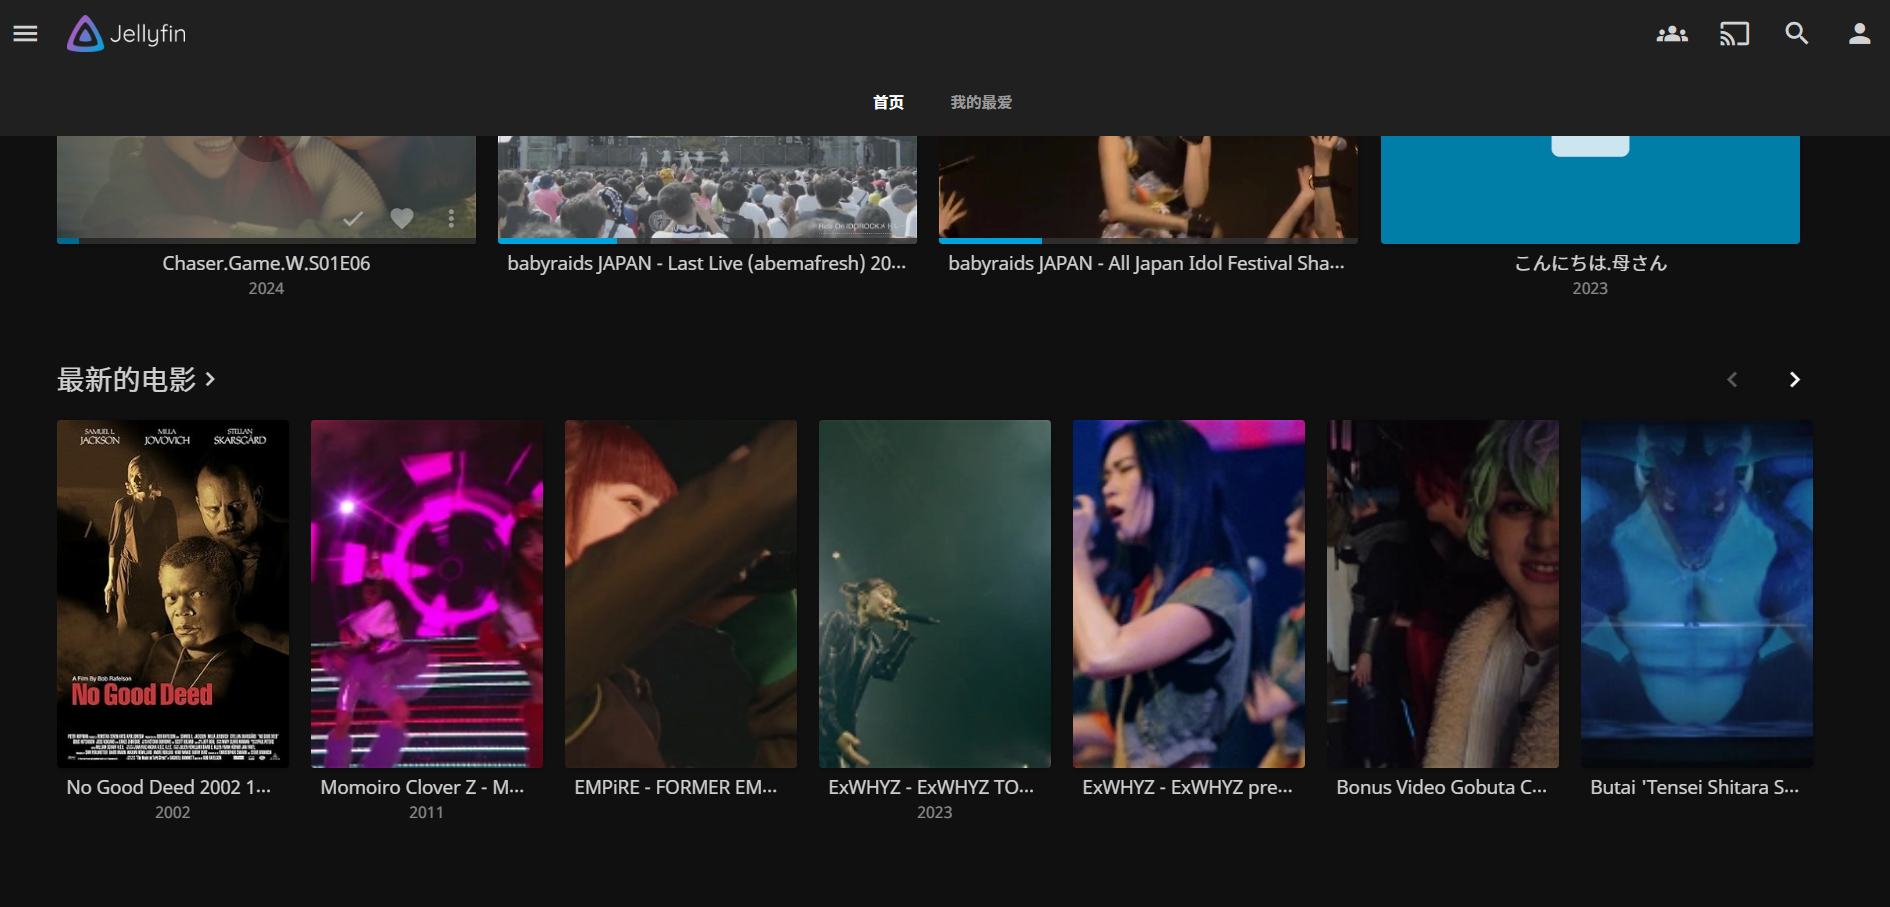 Jellyfin
首页
我的最爱
Chaser.Game.W.S01E06
2024
babyraids JAPAN - Last Live (abemafresh) 20...
babyraids JAPAN - All Japan Idol Festival Sha...
こんにちは.母さん
2023
最新的电影
SAMUEL L. JACKSON
MILLA JOVOVICH
STELLAN SKARSGÅRD
A Film By Bob Rafelson
No Good Deed
No Good Deed 2002 1...
2002
Momoiro Clover Z - M...
2011
EMPiRE - FORMER EM...
ExWHYZ - ExWHYZ TO...
2023
ExWHYZ - ExWHYZ pre...
Bonus Video Gobuta C...
Butai 'Tensei Shitara S...